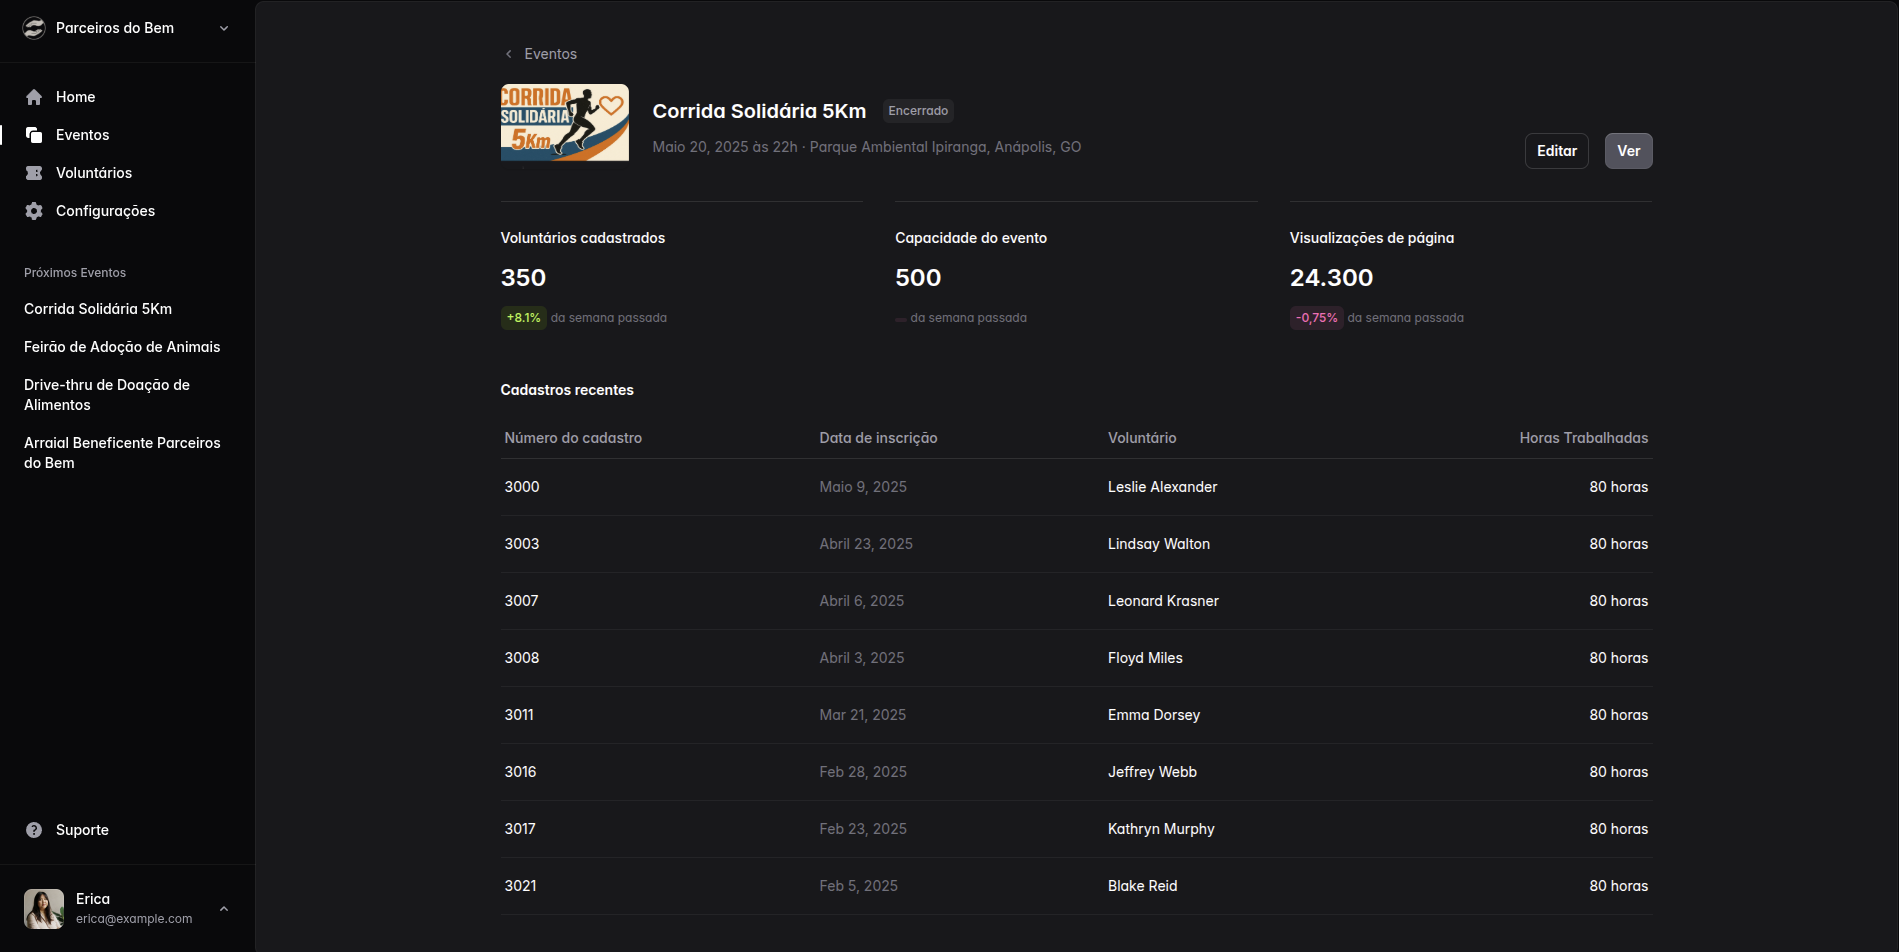 Parceiros do Bem
Home
Eventos
Voluntários
Configurações
Próximos Eventos
Corrida Solidária 5Km
Feirão de Adoção de Animais
Drive-thru de Doação de
Alimentos
Arraial Beneficente Parceiros
do Bem
Suporte
Erica
erica@example.com
Eventos
CORRIDA
SOLIDÁRIA
5Km
Corrida Solidária 5Km Encerrado
Maio 20, 2025 às 22h · Parque Ambiental Ipiranga, Anápolis, GO
Editar Ver
Voluntários cadastrados
350
+8.1% da semana passada
Capacidade do evento
500
da semana passada
Visualizações de página
24.300
-0,75% da semana passada
Cadastros recentes
Número do cadastro Data de inscrição Voluntário Horas Trabalhadas
3000 Maio 9, 2025 Leslie Alexander 80 horas
3003 Abril 23, 2025 Lindsay Walton 80 horas
3007 Abril 6, 2025 Leonard Krasner 80 horas
3008 Abril 3, 2025 Floyd Miles 80 horas
3011 Mar 21, 2025 Emma Dorsey 80 horas
3016 Feb 28, 2025 Jeffrey Webb 80 horas
3017 Feb 23, 2025 Kathryn Murphy 80 horas
3021 Feb 5, 2025 Blake Reid 80 horas